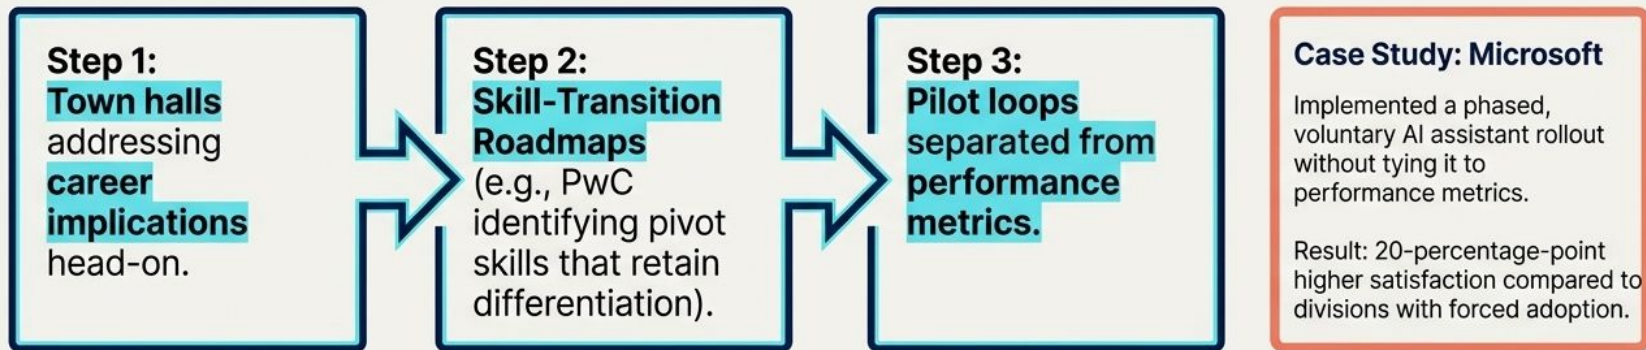 Step 1:
Town halls
addressing
career
implications
head-on.
Step 2:
Skill-Transition
Roadmaps
(e.g., PwC
identifying pivot
skills that retain
differentiation).
Step 3:
Pilot loops
separated from
performance
metrics.
Case Study: Microsoft
Implemented a phased,
voluntary AI assistant rollout
without tying it to
performance metrics.
Result: 20-percentage-point
higher satisfaction compared to
divisions with forced adoption.